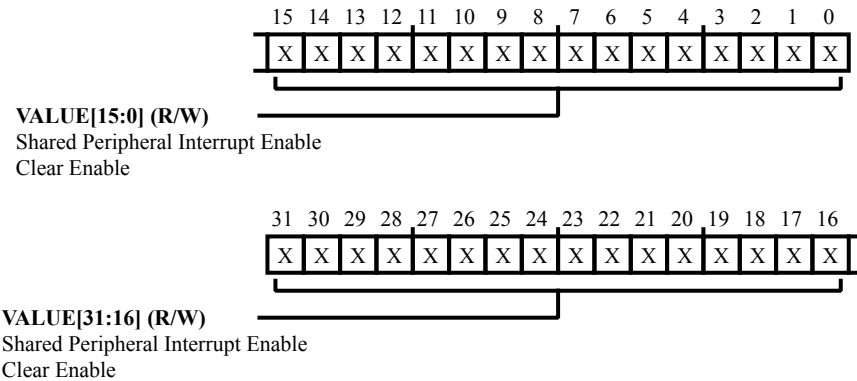 15 14 13 12 11 10 9 8 7 6 5 4 3 2 1 0
X X X X X X X X X X X X X X X X
VALUE[15:0] (R/W)
Shared Peripheral Interrupt Enable
Clear Enable
31 30 29 28 27 26 25 24 23 22 21 20 19 18 17 16
X X X X X X X X X X X X X X X X
VALUE[31:16] (R/W)
Shared Peripheral Interrupt Enable
Clear Enable